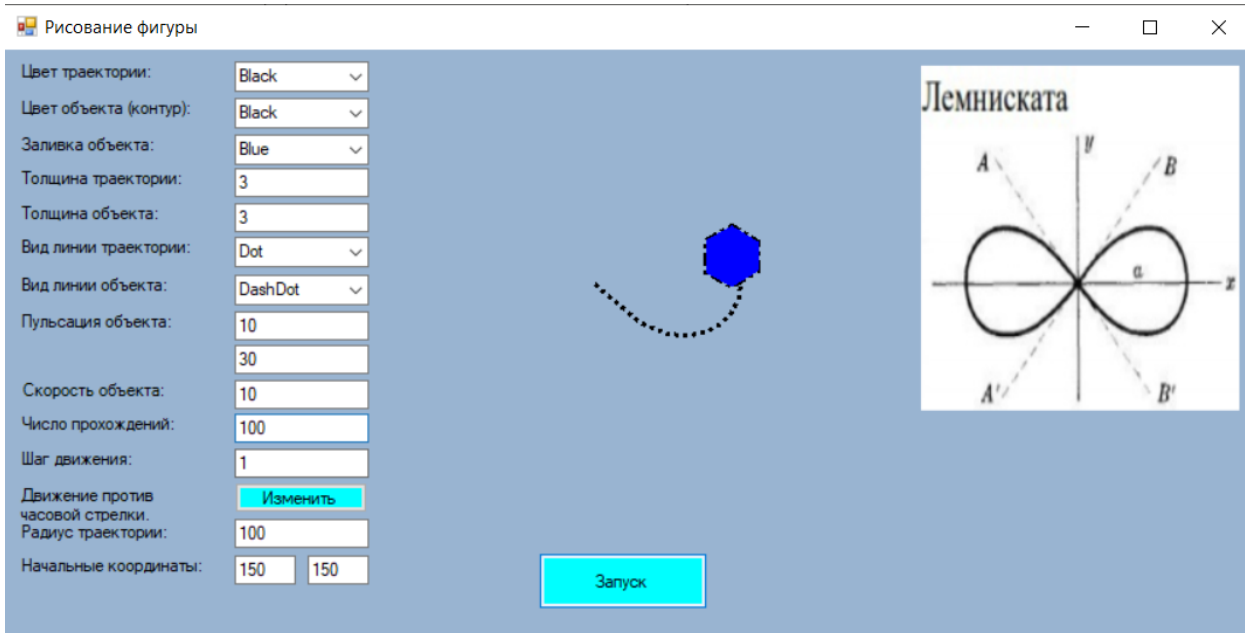 Рисование фигуры
Цвет траектории:
Black
Цвет объекта (контур):
Black
Заливка объекта:
Blue
Толщина траектории:
3
Толщина объекта:
3
Вид линии траектории:
Dot
Вид линии объекта:
DashDot
Пульсация объекта:
10
30
Скорость объекта:
10
Число прохождений:
100
Шаг движения:
1
Движение против
часовой стрелки.
Изменить
Радиус траектории:
100
Начальные координаты:
150 150
Запуск
Лемниската
y
A B
a
x
A' B'